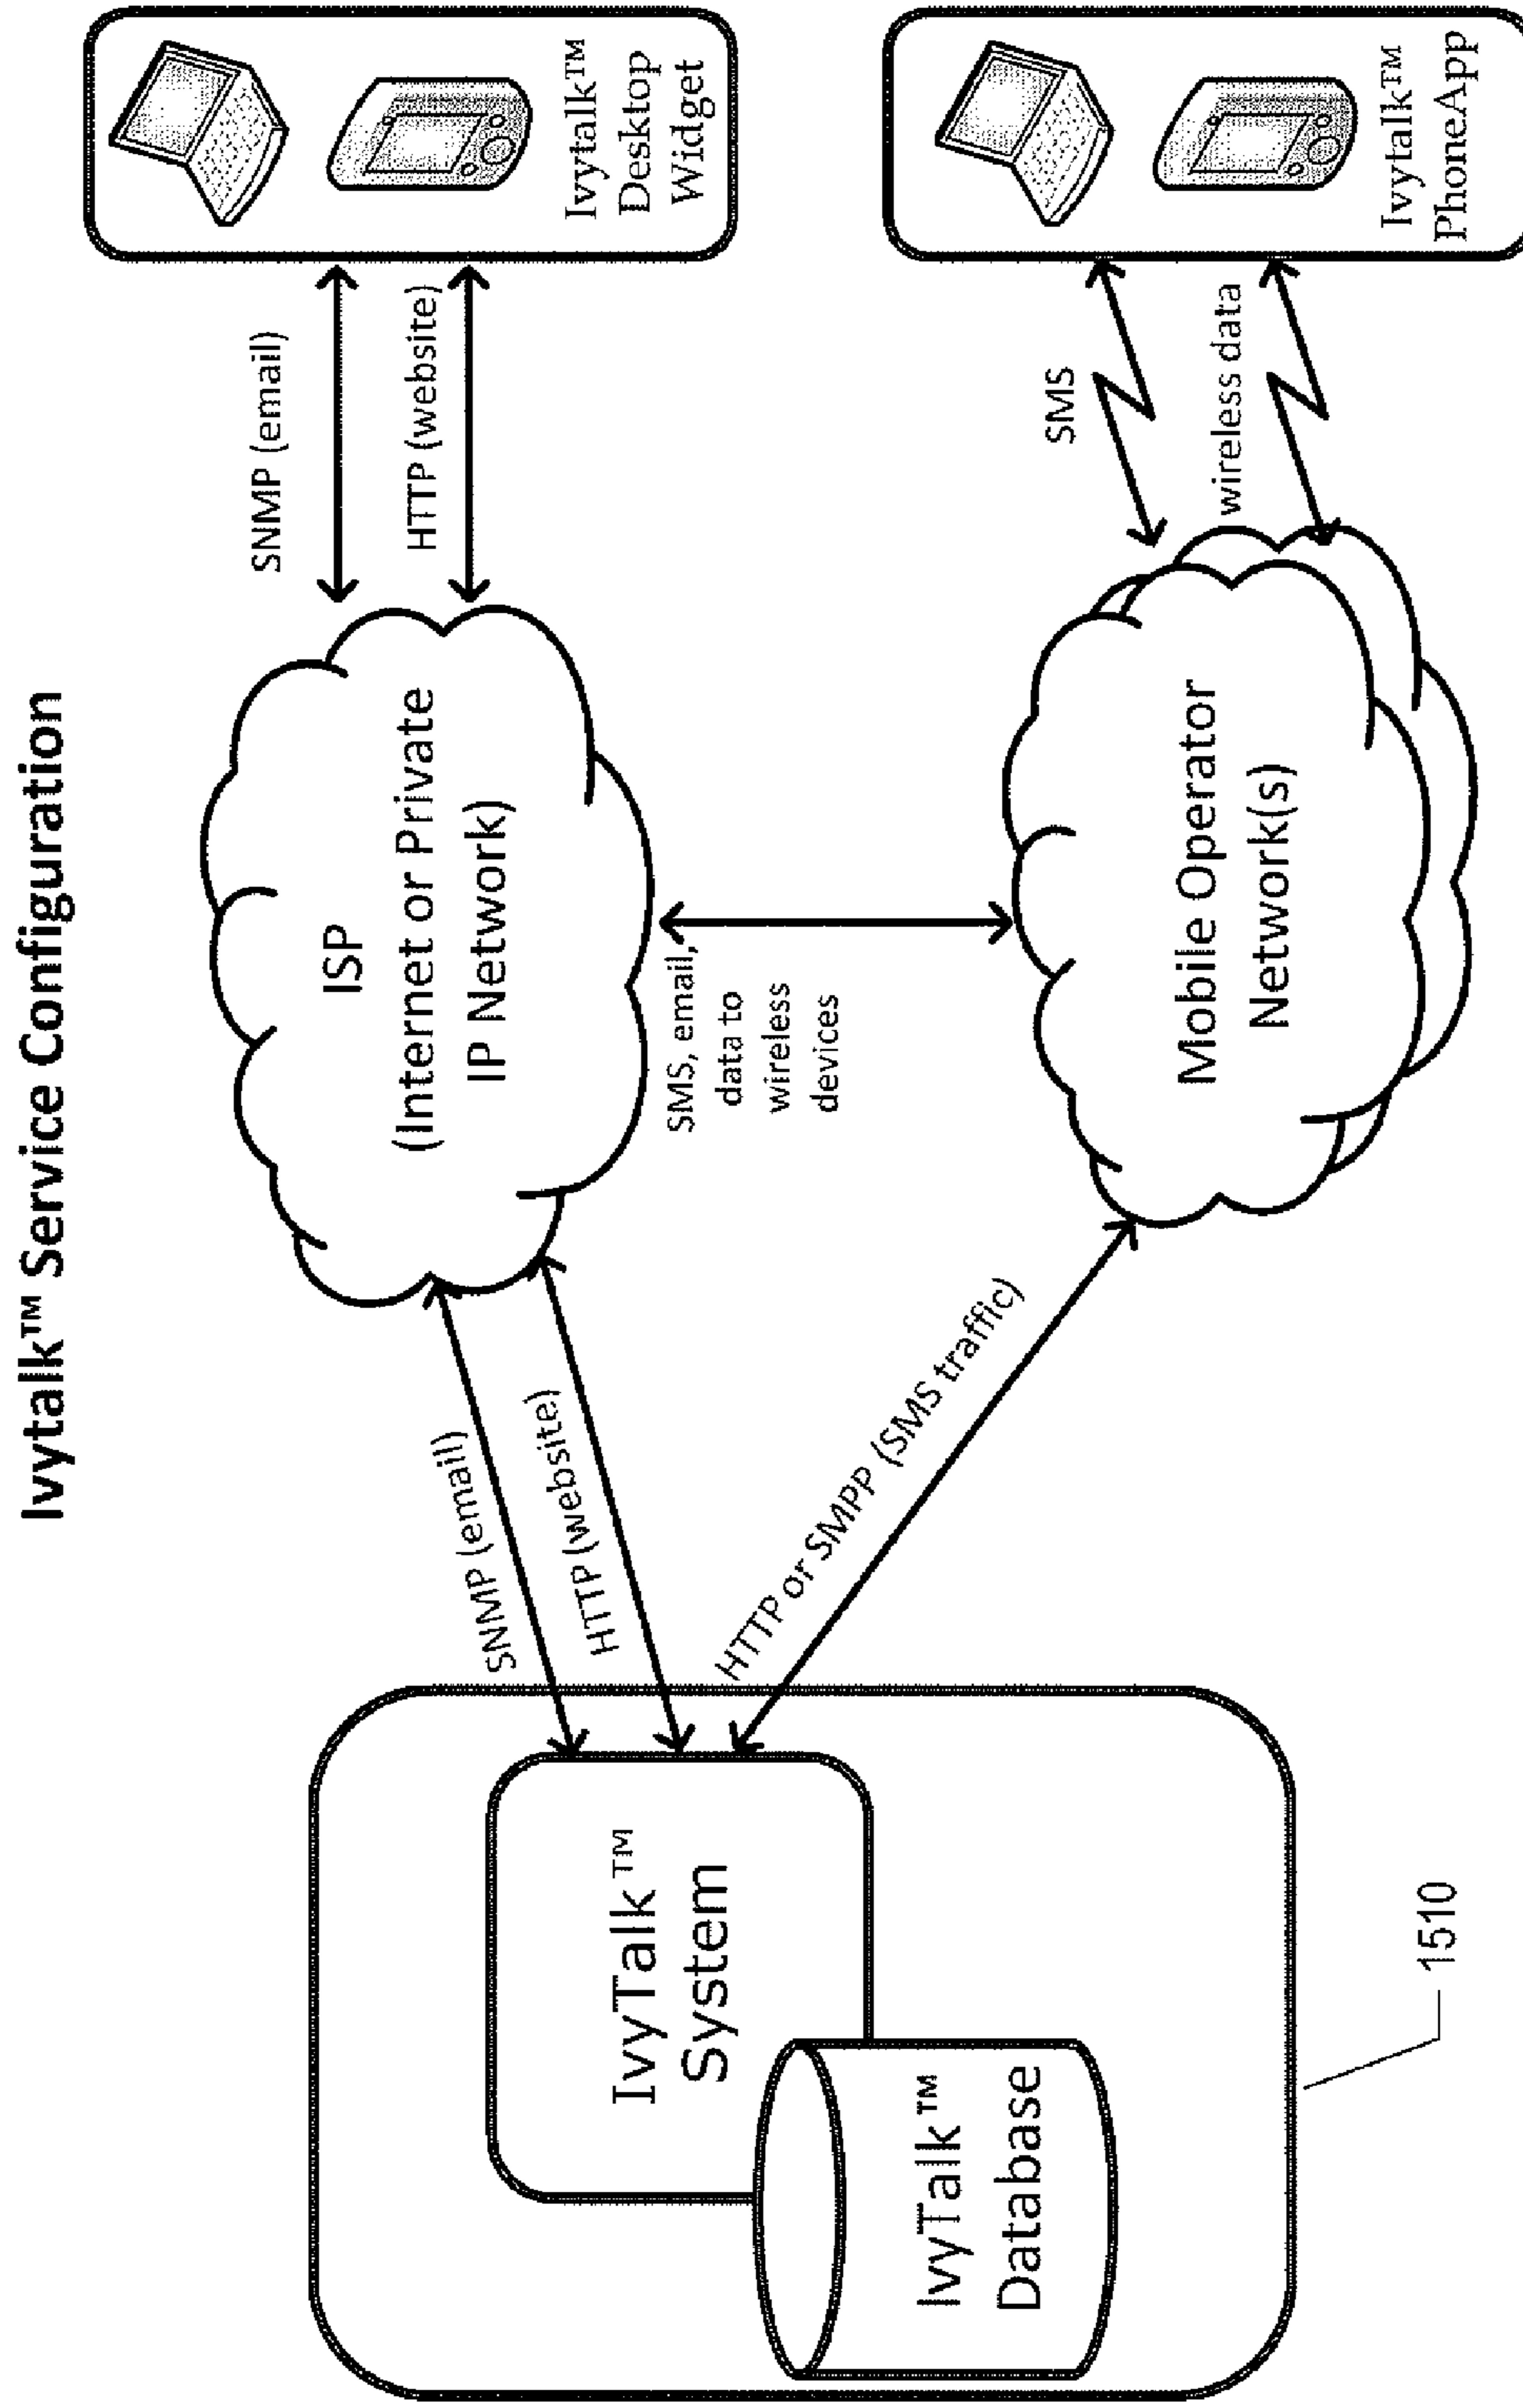 Ivytalk™ Service Configuration
IvyTalk™
System
IvyTalk™
Database
1510
SNMP (email)
HTTP (website)
HTTP or SMPP (SMS traffic)
ISP
(Internet or Private
IP Network)
SMS, email,
data to
wireless
devices
Mobile Operator
Network(s)
SNMP (email)
HTTP (website)
SMS
wireless data
Ivytalk™
Desktop
Widget
Ivytalk™
PhoneApp